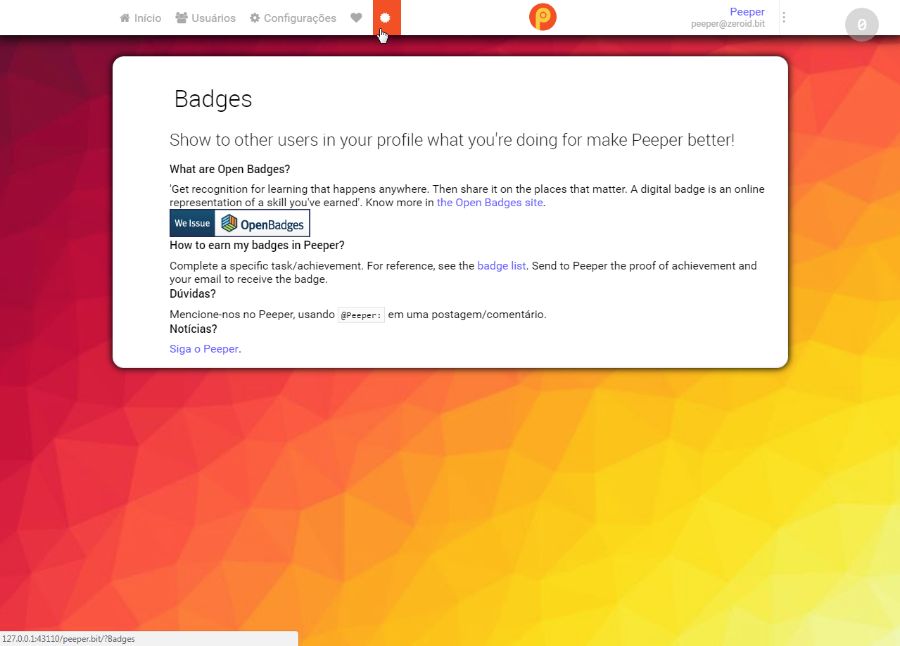 Início Usuários Configurações
Peeper
peeper@zeroid.bit
0
Badges
Show to other users in your profile what you're doing for make Peeper better!
What are Open Badges?
'Get recognition for learning that happens anywhere. Then share it on the places that matter. A digital badge is an online
representation of a skill you've earned'. Know more in the Open Badges site.
We Issue OpenBadges
How to earn my badges in Peeper?
Complete a specific task/achievement. For reference, see the badge list. Send to Peeper the proof of achievement and
your email to receive the badge.
Dúvidas?
Mencione-nos no Peeper, usando @Peeper: em uma postagem/comentário.
Notícias?
Siga o Peeper.
127.0.0.1:43110/peeper.bit/?Badges